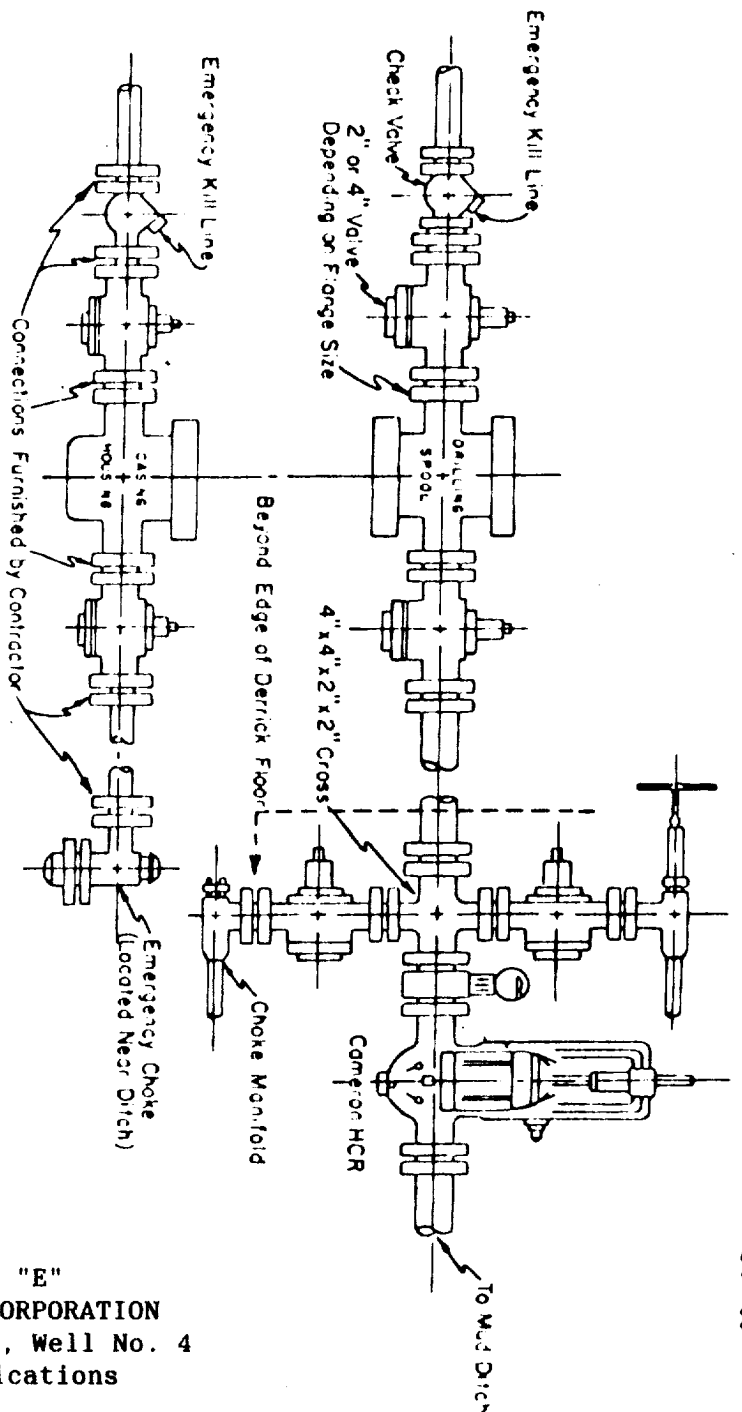 Emergency Kill Line
Check Valve
2" or 4" Valve
Depending on Flange Size
DRILLING
SPOOL
4"x4"x2"x2" Cross
Beyond Edge of Derrick Floor
Cameron HCR
To Mud Ditch
Choke Manifold
Emergency Kill Line
Connections Furnished by Contractor
Emergency Choke
(Located Near Ditch)
"E"
ORPORATION
, Well No. 4
ications